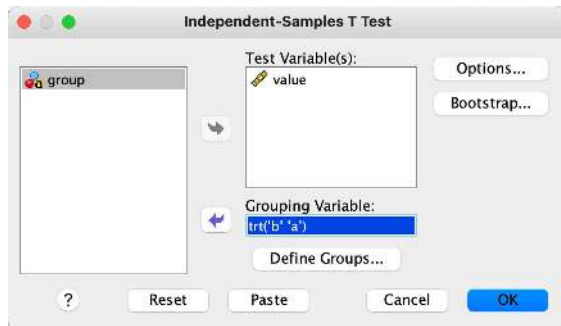 Independent-Samples T Test
group
Test Variable(s):
value
Options...
Bootstrap...
Grouping Variable:
trt('b' 'a')
Define Groups...
?
Reset
Paste
Cancel
OK